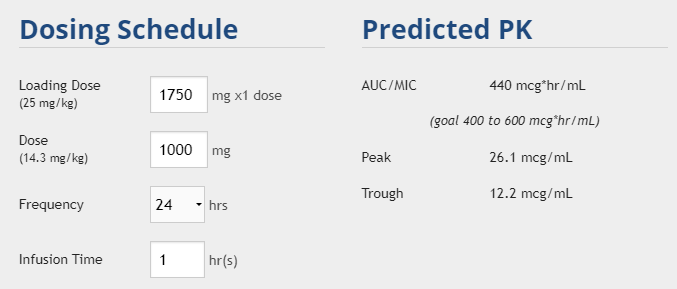 Dosing Schedule
Loading Dose
(25 mg/kg)
1750 mg x1 dose
Dose
(14.3 mg/kg)
1000 mg
Frequency
24 hrs
Infusion Time
1 hr(s)
Predicted PK
AUC/MIC 440 mcg*hr/mL
(goal 400 to 600 mcg*hr/mL)
Peak 26.1 mcg/mL
Trough 12.2 mcg/mL